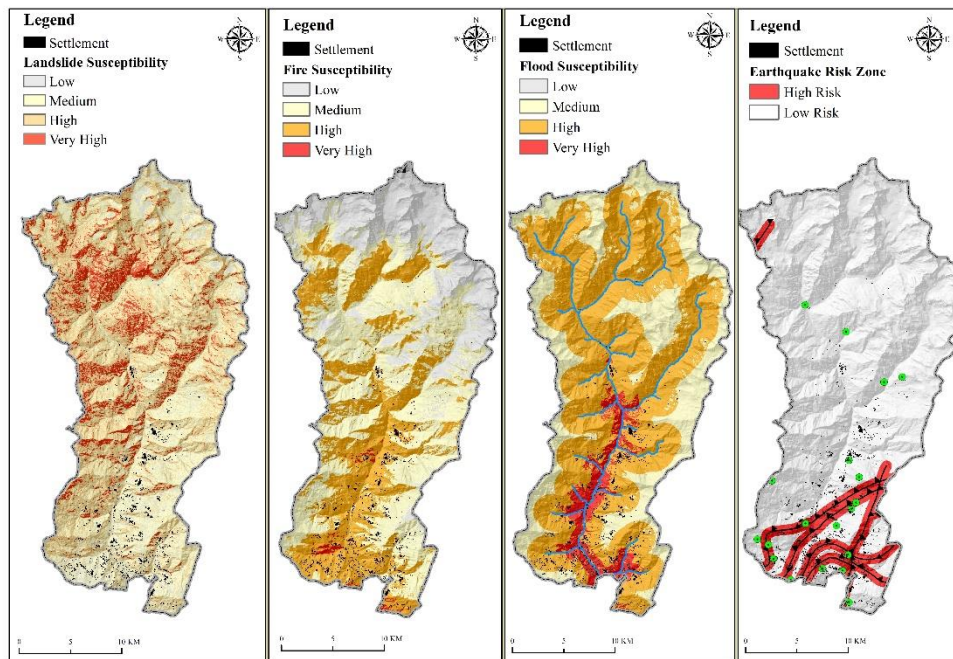 Legend
Settlement
Landslide Susceptibility
Low
Medium
High
Very High
N
W
E
S
0
5
10 KM
Legend
Settlement
Fire Susceptibility
Low
Medium
High
Very High
N
W
E
S
0
5
10 KM
Legend
Settlement
Flood Susceptibility
Low
Medium
High
Very High
N
W
E
S
0
5
10 KM
Legend
Settlement
Earthquake Risk Zone
High Risk
Low Risk
N
W
E
S
0
5
10 KM